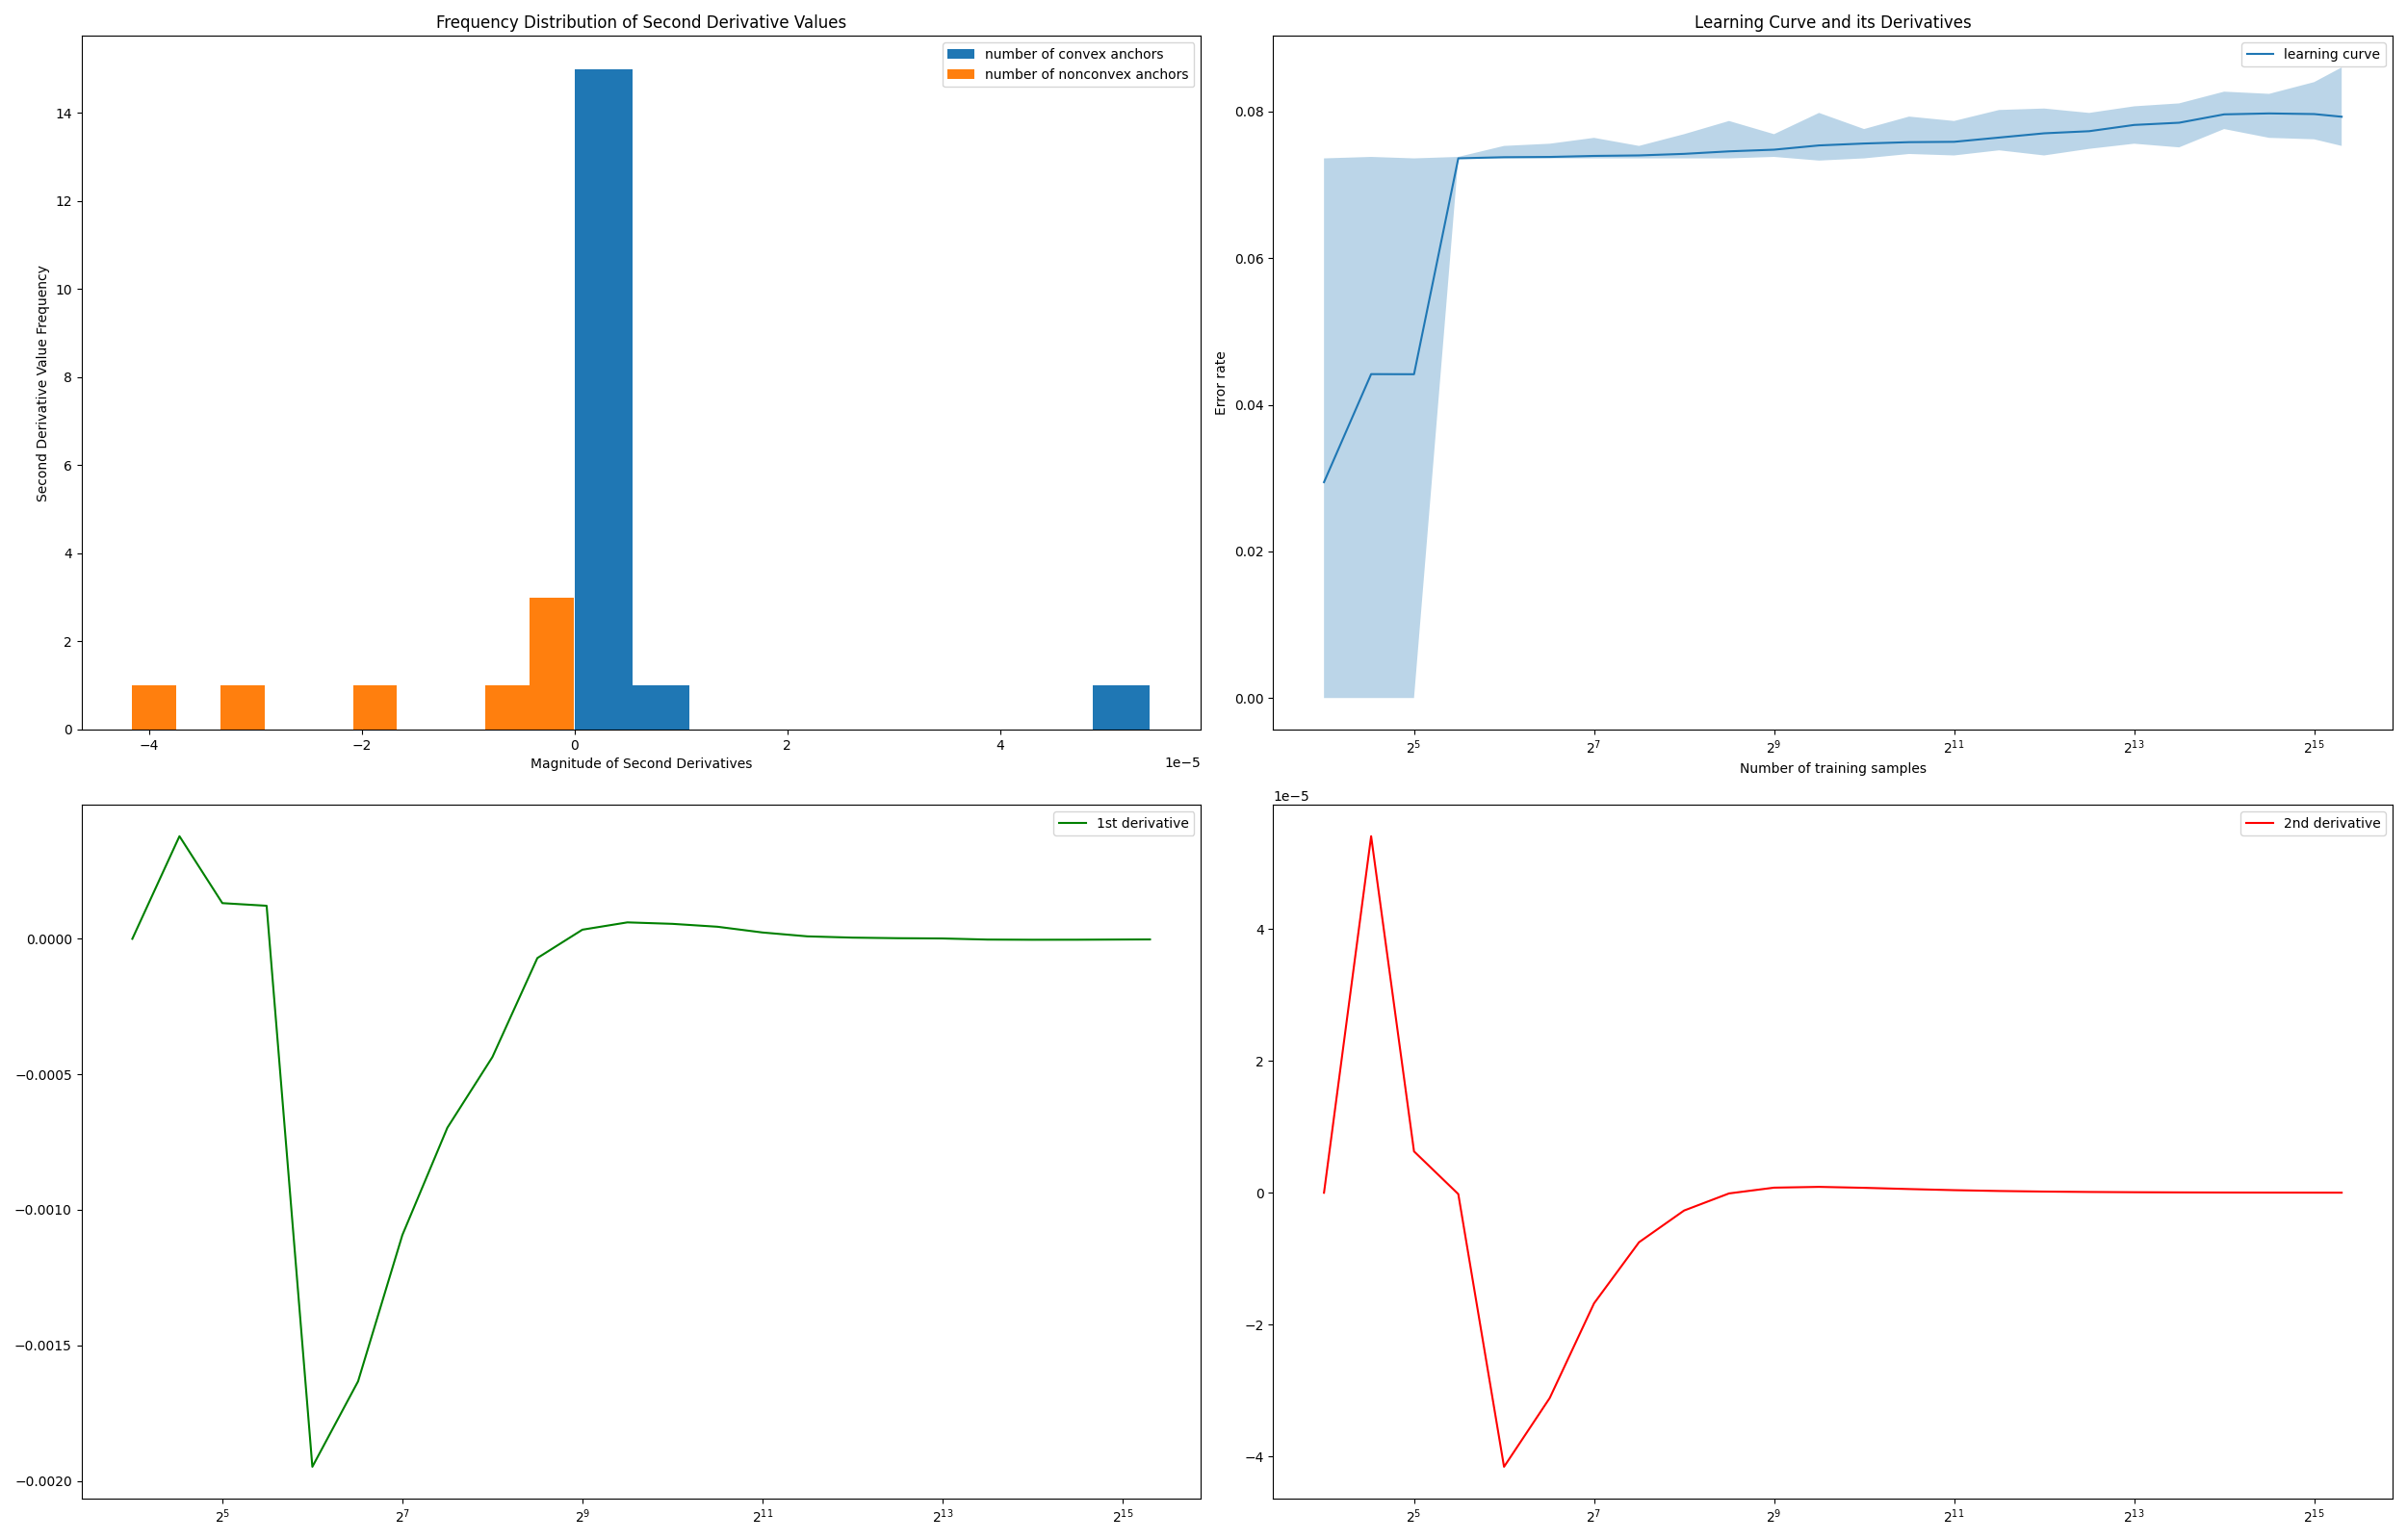 Frequency Distribution of Second Derivative Values
number of convex anchors
number of nonconvex anchors
Second Derivative Value Frequency
14
12
10
8
6
4
2
0
−4 −2 0 2 4
1e−5
Magnitude of Second Derivatives
Learning Curve and its Derivatives
learning curve
Error rate
0.08
0.06
0.04
0.02
0.00
2^5 2^7 2^9 2^11 2^13 2^15
Number of training samples
1st derivative
0.0000
−0.0005
−0.0010
−0.0015
−0.0020
2^5 2^7 2^9 2^11 2^13 2^15
1e−5
2nd derivative
4
2
0
−2
−4
2^5 2^7 2^9 2^11 2^13 2^15